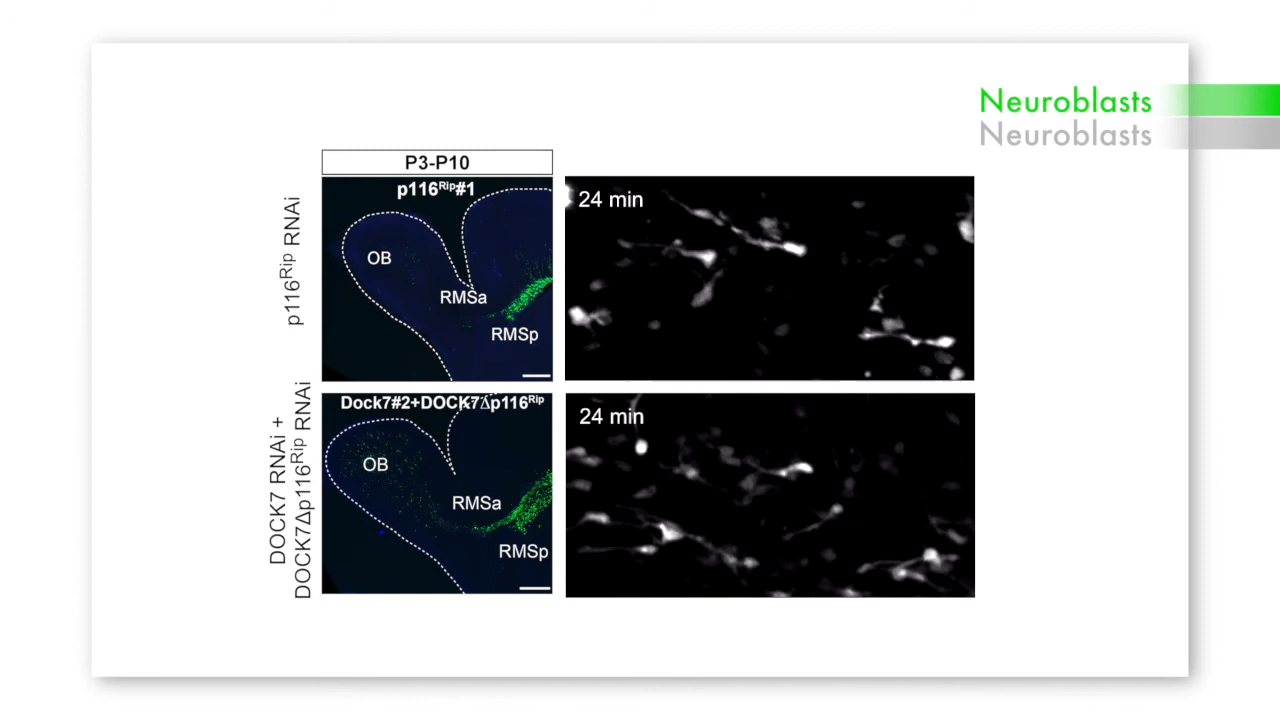 Neuroblasts
Neuroblasts
P3-P10
p116Rip RNAi
p116Rip#1
OB
RMSa
RMSp
24 min
DOCK7 RNAi +
DOCK7Δp116Rip RNAi
Dock7#2+DOCK7Δp116Rip
OB
RMSa
RMSp
24 min